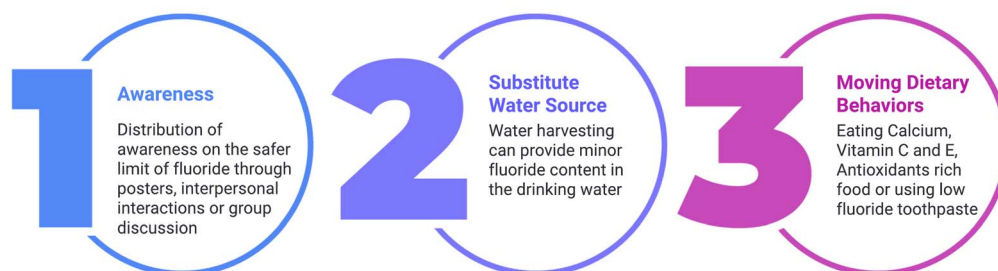 1
Awareness
Distribution of
awareness on the safer
limit of fluoride through
posters, interpersonal
interactions or group
discussion
2
Substitute
Water Source
Water harvesting
can provide minor
fluoride content in
the drinking water
3
Moving Dietary
Behaviors
Eating Calcium,
Vitamin C and E,
Antioxidants rich
food or using low
fluoride toothpaste